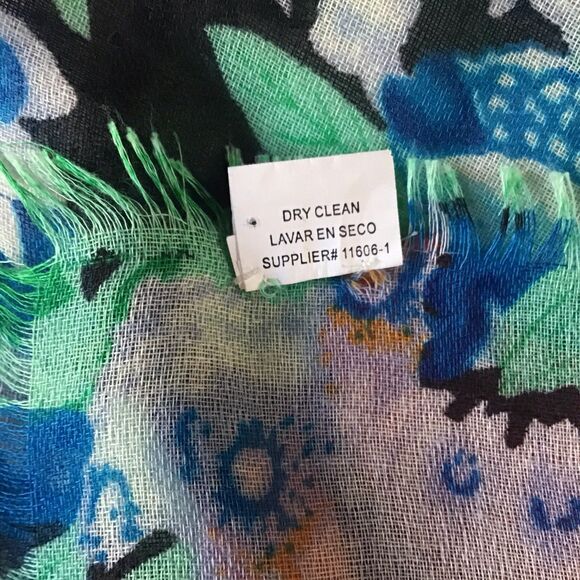 DRY CLEAN
LAVAR EN SECO
SUPPLIER# 11606-1